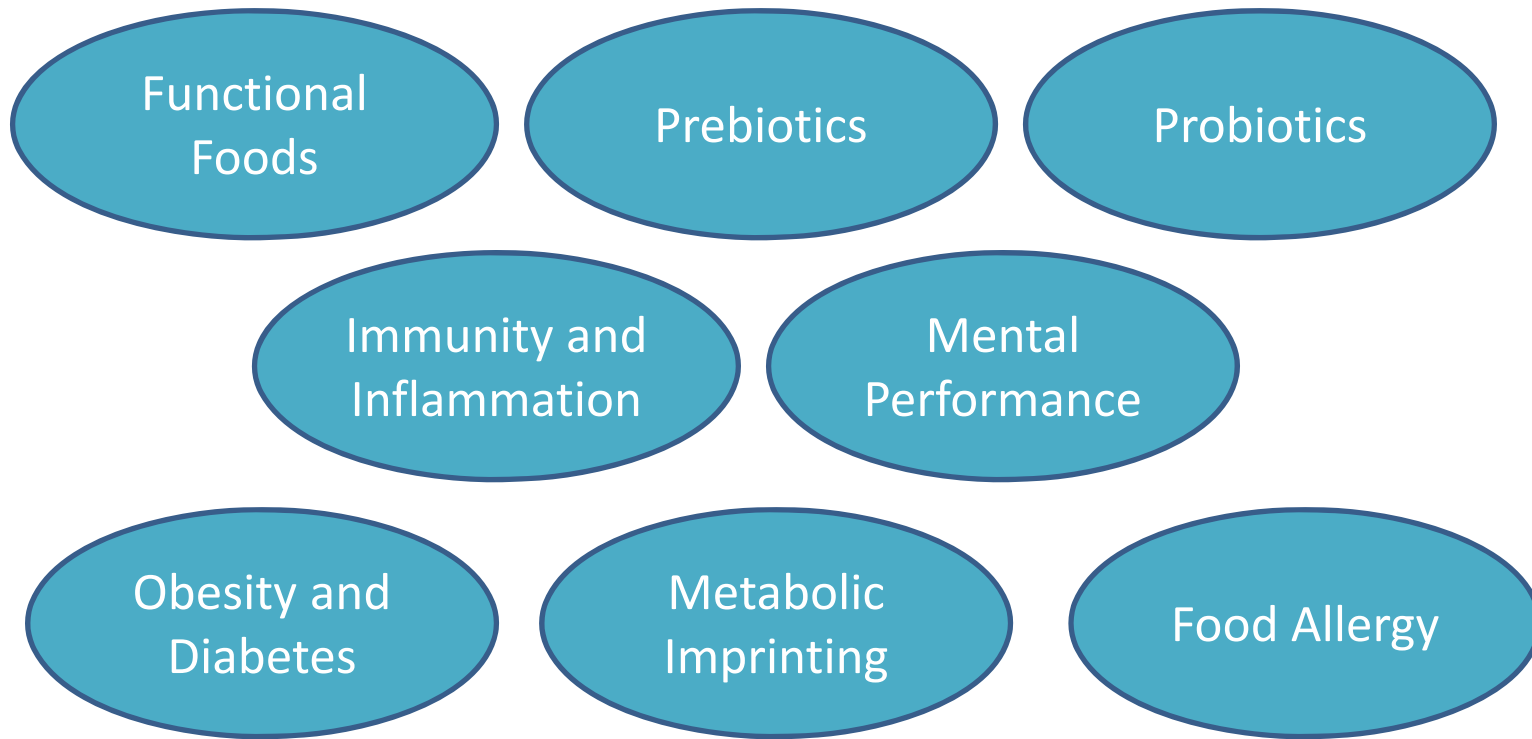 Functional
Foods
Prebiotics
Probiotics
Immunity and
Inflammation
Mental
Performance
Obesity and
Diabetes
Metabolic
Imprinting
Food Allergy